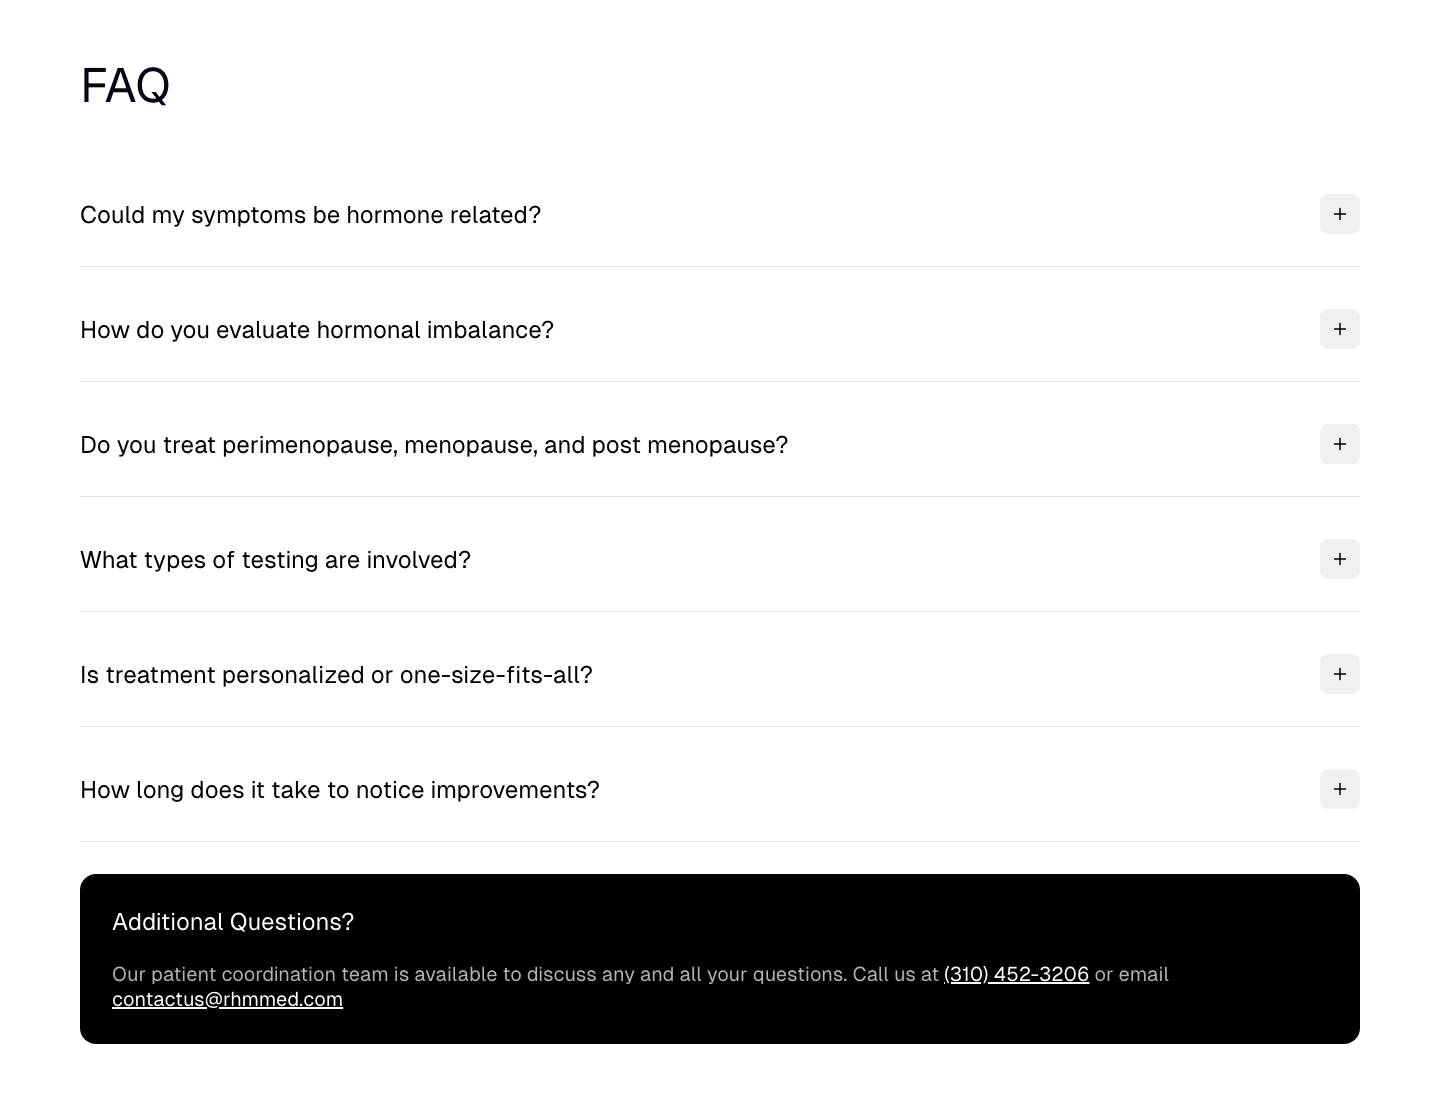 FAQ
Could my symptoms be hormone related?
How do you evaluate hormonal imbalance?
Do you treat perimenopause, menopause, and post menopause?
What types of testing are involved?
Is treatment personalized or one-size-fits-all?
How long does it take to notice improvements?
Additional Questions?
Our patient coordination team is available to discuss any and all your questions. Call us at (310) 452-3206 or email
contactus@rhmmed.com